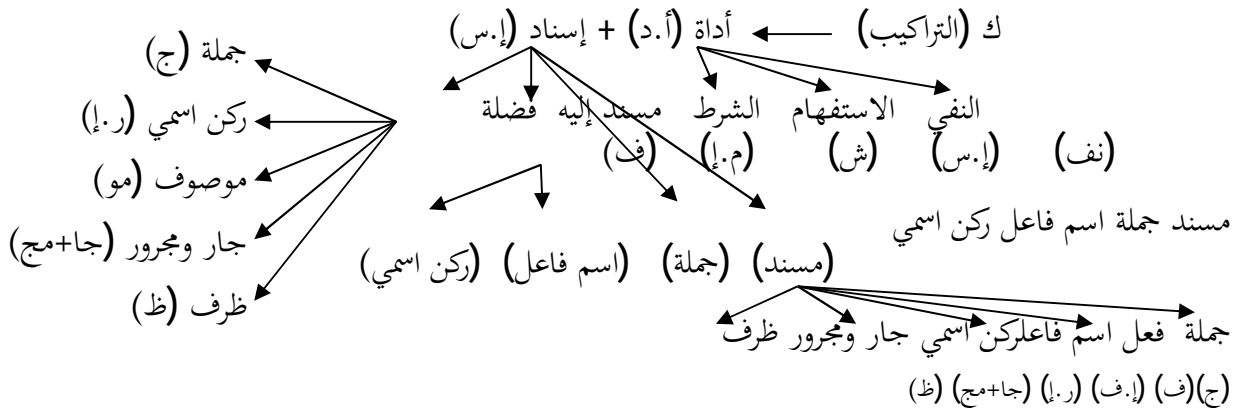 ك (التراكيب) أداة (أ.د) + إسناد (إ.س)
النفي الاستفهام الشرط مسند إليه فضلة
(نف) (إ.س) (ش) (م.إ) (ف)
جملة (ج)
ركن اسمي (ر.إ)
موصوف (مو)
جار ومجرور (جا+مج)
ظرف (ظ)
مسند جملة اسم فاعل ركن اسمي
(مسند) (جملة) (اسم فاعل) (ركن اسمي)
جملة فعل اسم فاعلركن اسمي جار ومجرور ظرف
(ج)(ف) (إ.ف) (ر.إ) (جا+مج) (ظ)